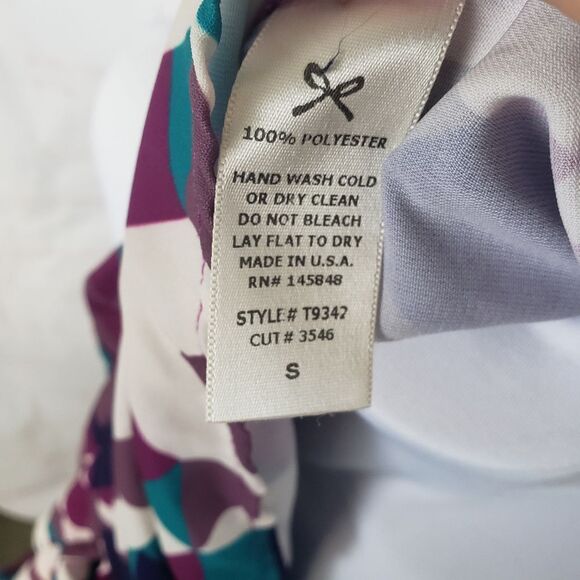 100% POLYESTER
HAND WASH COLD
OR DRY CLEAN
DO NOT BLEACH
LAY FLAT TO DRY
MADE IN U.S.A.
RN# 145848
STYLE# T9342
CUT # 3546
S